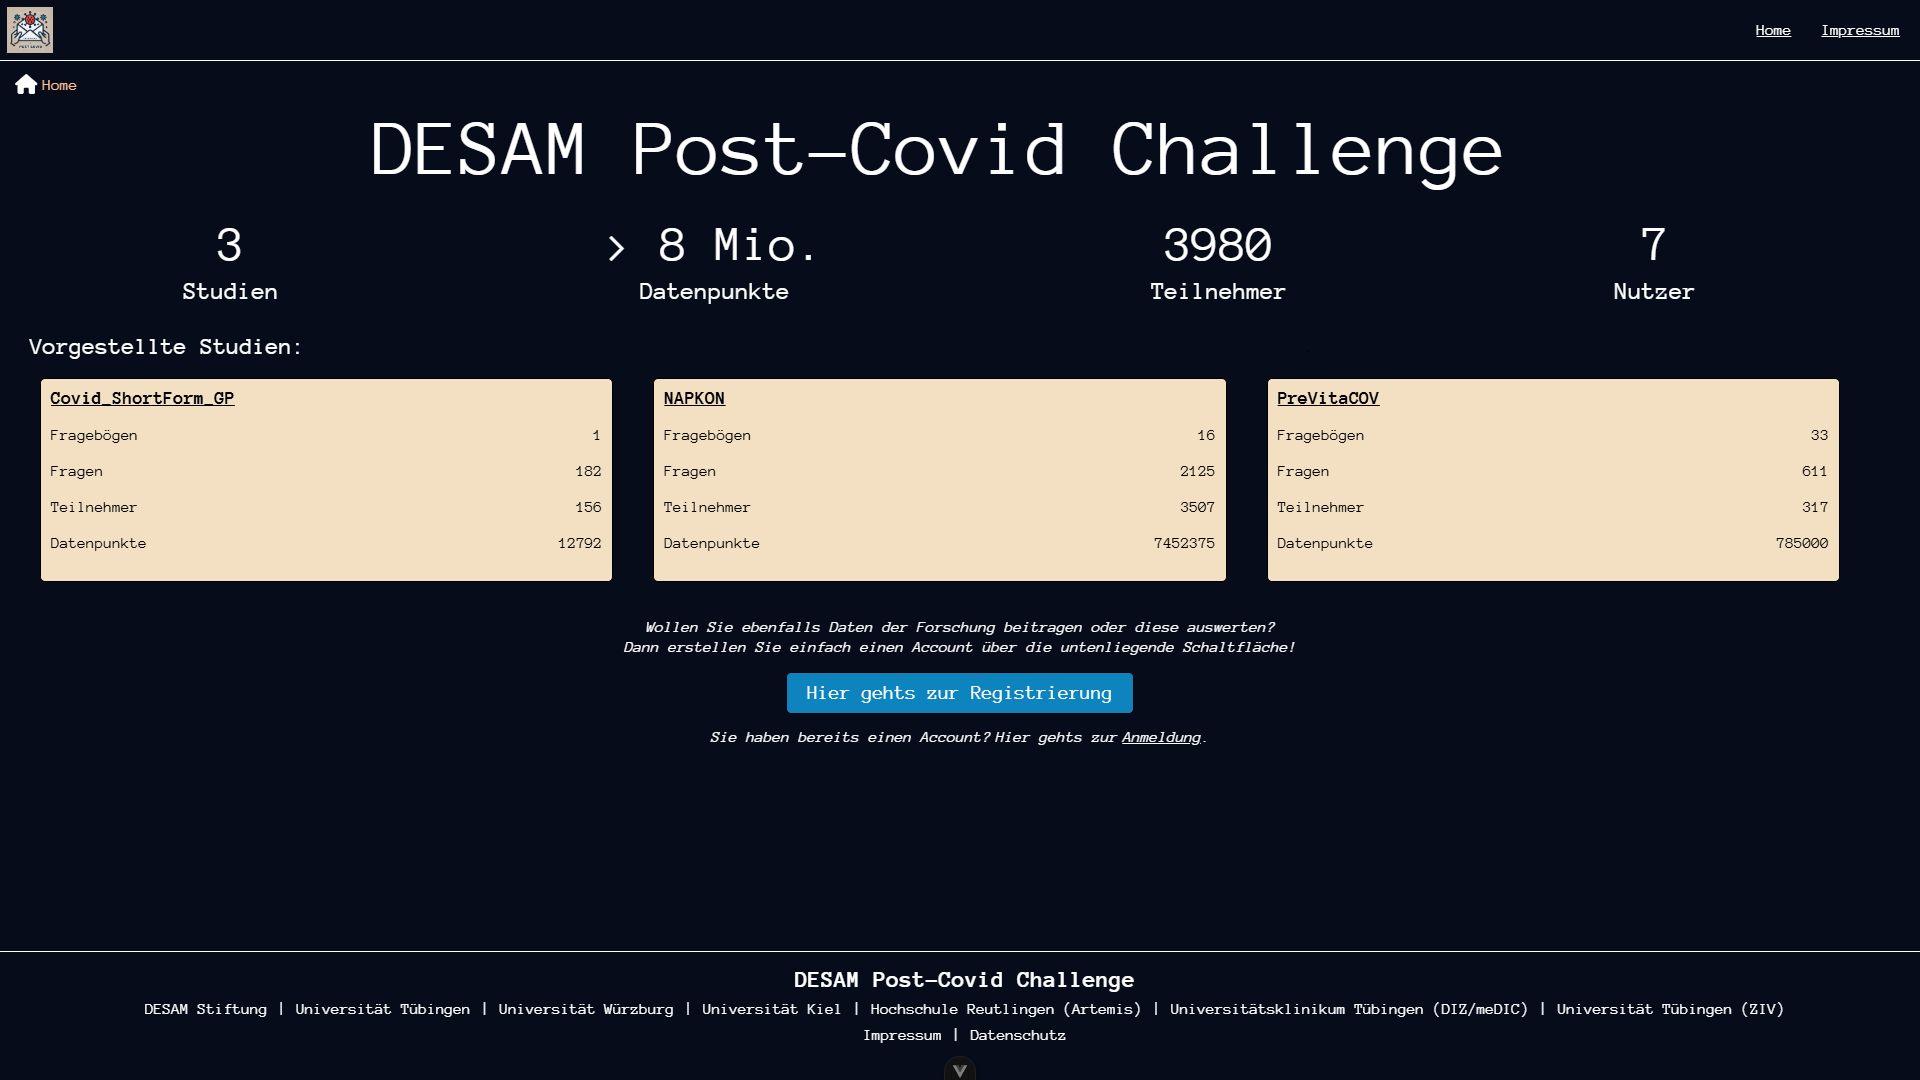 POST COVID
Home Impressum
Home
DESAM Post-Covid Challenge
3 > 8 Mio. 3980 7
Studien Datenpunkte Teilnehmer Nutzer
Vorgestellte Studien:
Covid_ShortForm_GP
Fragebögen 1
Fragen 182
Teilnehmer 156
Datenpunkte 12792
NAPKON
Fragebögen 16
Fragen 2125
Teilnehmer 3507
Datenpunkte 7452375
PreVitaCOV
Fragebögen 33
Fragen 611
Teilnehmer 317
Datenpunkte 785000
Wollen Sie ebenfalls Daten der Forschung beitragen oder diese auswerten?
Dann erstellen Sie einfach einen Account über die untenliegende Schaltfläche!
Hier gehts zur Registrierung
Sie haben bereits einen Account? Hier gehts zur Anmeldung.
DESAM Post-Covid Challenge
DESAM Stiftung | Universität Tübingen | Universität Würzburg | Universität Kiel | Hochschule Reutlingen (Artemis) | Universitätsklinikum Tübingen (DIZ/meDIC) | Universität Tübingen (ZIV)
Impressum | Datenschutz